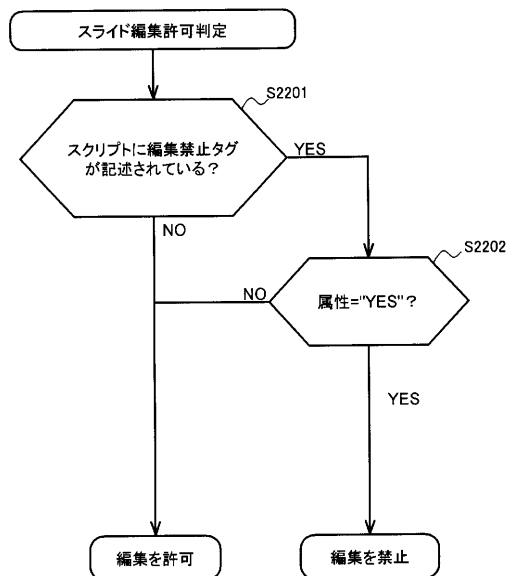 スライド編集許可判定
S2201
スクリプトに編集禁止タグ
が記述されている？
YES
NO
S2202
属性="YES"？
NO
YES
編集を許可
編集を禁止